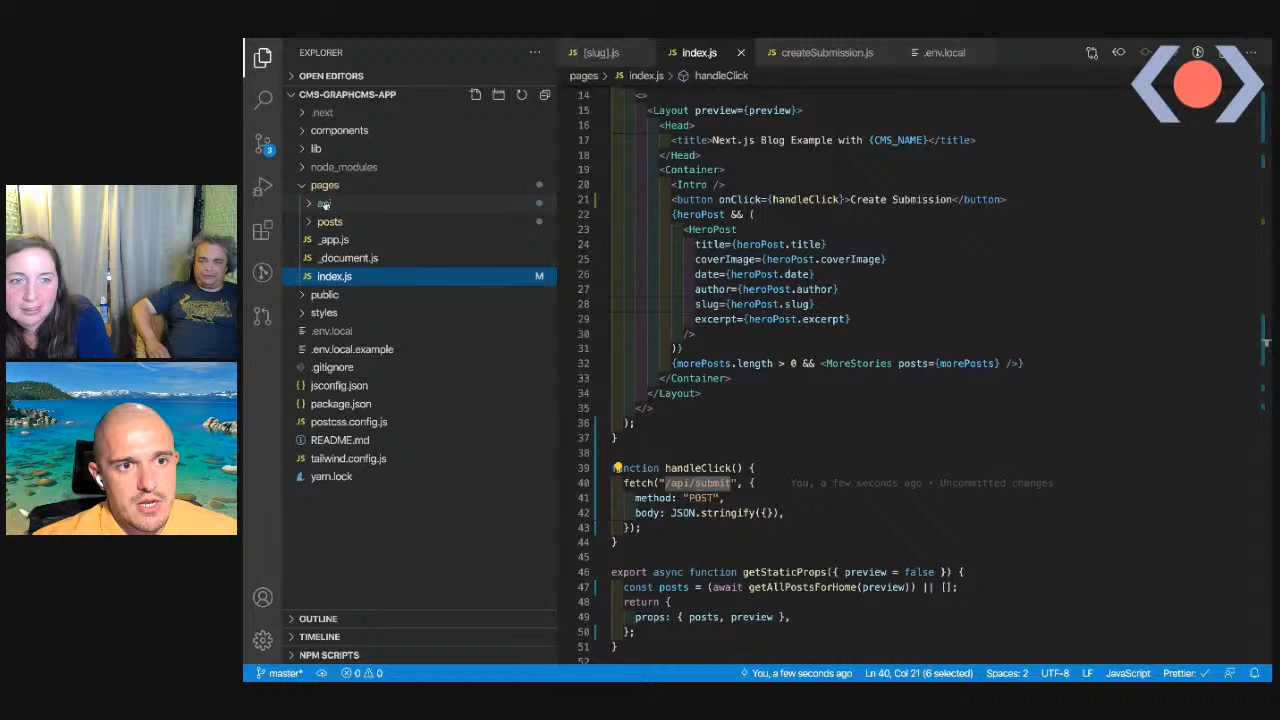 EXPLORER
OPEN EDITORS
CMS-GRAPHCMS-APP
.next
components
lib
node_modules
pages
api
posts
_app.js
_document.js
index.js M
public
styles
.env.local
.env.local.example
.gitignore
jsconfig.json
package.json
postcss.config.js
README.md
tailwind.config.js
yarn.lock
OUTLINE
TIMELINE
NPM SCRIPTS
3
[slug].js
index.js
createSubmission.js
.env.local
pages > index.js > handleClick
14 <>
15 <Layout preview={preview}>
16 <Head>
17 <title>Next.js Blog Example with {CMS_NAME}</title>
18 </Head>
19 <Container>
20 <Intro />
21 <button onClick={handleClick}>Create Submission</button>
22 {heroPost && (
23 <HeroPost
24 title={heroPost.title}
25 coverImage={heroPost.coverImage}
26 date={heroPost.date}
27 author={heroPost.author}
28 slug={heroPost.slug}
29 excerpt={heroPost.excerpt}
30 />
31 )}
32 {morePosts.length > 0 && <MoreStories posts={morePosts} />}
33 </Container>
34 </Layout>
35 </>
36 );
37 }
38
39 function handleClick() {
40 fetch("/api/submit", { You, a few seconds ago • Uncommitted changes
41 method: "POST",
42 body: JSON.stringify({}),
43 });
44 }
45
46 export async function getStaticProps({ preview = false }) {
47 const posts = (await getAllPostsForHome(preview)) || [];
48 return {
49 props: { posts, preview },
50 };
51 }
52
master* 0 0 You, a few seconds ago Ln 40, Col 21 (6 selected) Spaces: 2 UTF-8 LF JavaScript Prettier: ✓